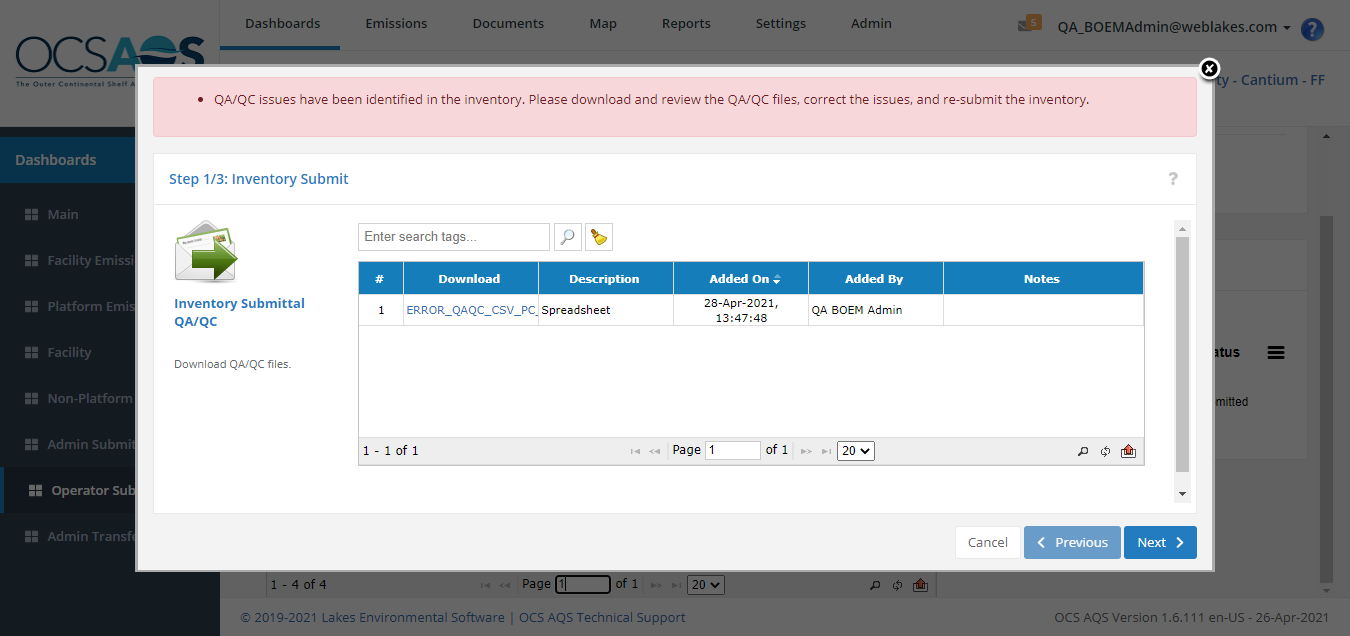 Dashboards
Emissions
Documents
Map
Reports
Settings
Admin
5
QA_BOEMAdmin@weblakes.com
?
OCSAQS
The Outer Continental Shelf A
ty - Cantium - FF
QA/QC issues have been identified in the inventory. Please download and review the QA/QC files, correct the issues, and re-submit the inventory.
Dashboards
Main
Facility Emissi
Platform Emis
Facility
Non-Platform
Admin Submit
Operator Sub
Admin Transfe
Step 1/3: Inventory Submit
?
Inventory Submittal
QA/QC
Download QA/QC files.
Enter search tags...
# Download Description Added On Added By Notes
1 ERROR_QAQC_CSV_PC_ Spreadsheet 28-Apr-2021, 13:47:48 QA BOEM Admin
1 - 1 of 1
Page 1 of 1
20
atus
mitted
Cancel
Previous
Next
1 - 4 of 4
Page 1 of 1
20
© 2019-2021 Lakes Environmental Software | OCS AQS Technical Support
OCS AQS Version 1.6.111 en-US - 26-Apr-2021